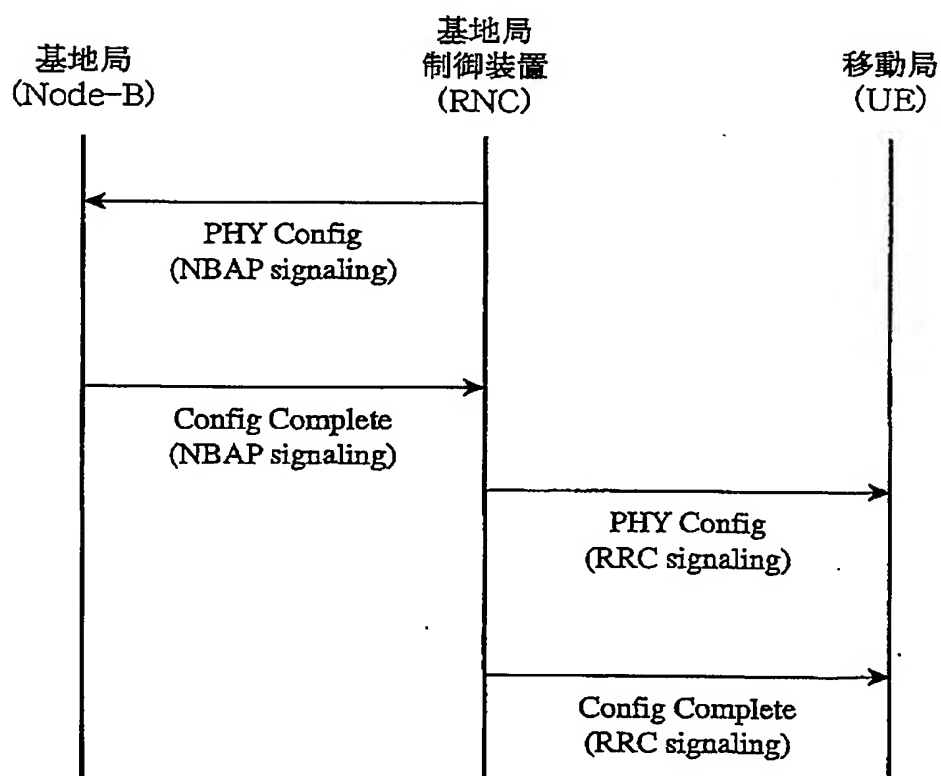 基地局
(Node-B)
基地局
制御装置
(RNC)
移動局
(UE)
PHY Config
(NBAP signaling)
Config Complete
(NBAP signaling)
PHY Config
(RRC signaling)
Config Complete
(RRC signaling)